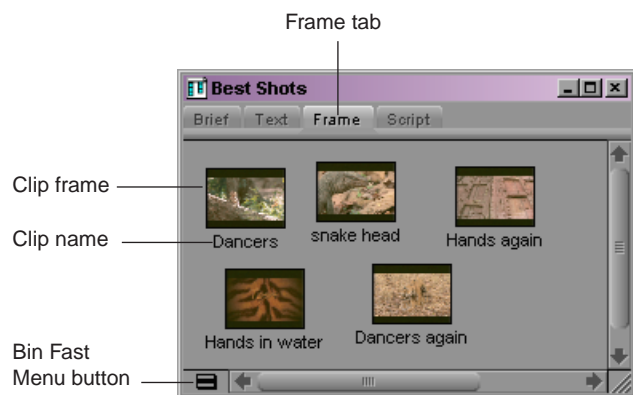 Frame tab
Best Shots
Brief Text Frame Script
Clip frame
Clip name
Dancers
snake head
Hands again
Hands in water
Dancers again
Bin Fast
Menu button